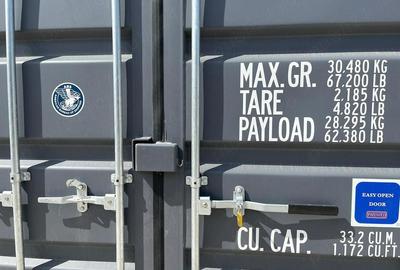 MAX. GR. 30.480 KG
67.200 LB
TARE 2.185 KG
4.820 LB
PAYLOAD 28.295 KG
62.380 LB
EASY OPEN
DOOR
CU. CAP. 33.2 CU.M.
1.172 CU.FT.